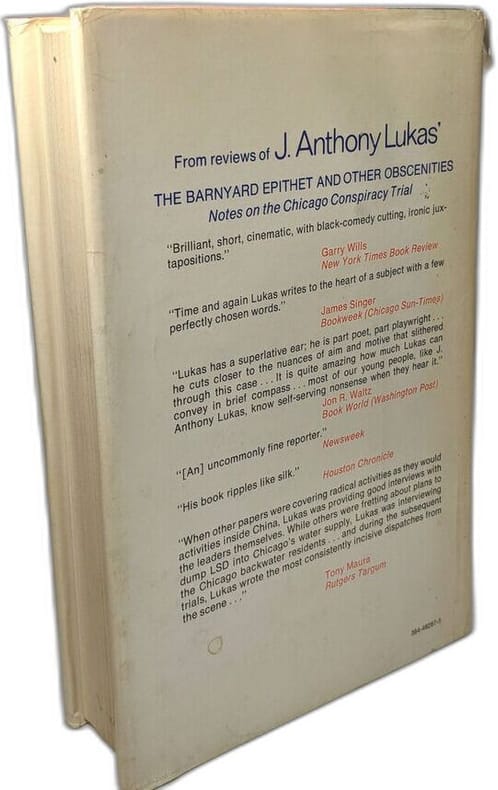 From reviews of J. Anthony Lukas'
THE BARNYARD EPITHET AND OTHER OBSCENITIES
Notes on the Chicago Conspiracy Trial
"Brilliant, short, cinematic, with black-comedy cutting, ironic jux-
tapositions."
Garry Wills
New York Times Book Review
"Time and again Lukas writes to the heart of a subject with a few
perfectly chosen words."
James Singer
Bookweek (Chicago Sun-Times)
"Lukas has a superlative ear; he is part poet, part playwright . . .
he cuts closer to the nuances of aim and motive that slithered
through this case . . . It is quite amazing how much Lukas can
convey in brief compass . . . most of our young people, like J.
Anthony Lukas, know self-serving nonsense when they hear it."
Jon R. Waltz
Book World (Washington Post)
"[An] uncommonly fine reporter."
Newsweek
"His book ripples like silk."
Houston Chronicle
"When other papers were covering radical activities as they would
activities inside China, Lukas was providing good interviews with
the leaders themselves. While others were fretting about plans to
dump LSD into Chicago's water supply, Lukas was interviewing
the Chicago backwater residents . . . and during the subsequent
trials, Lukas wrote the most consistently incisive dispatches from
the scene . . ."
Tony Maura
Rutgers Targum